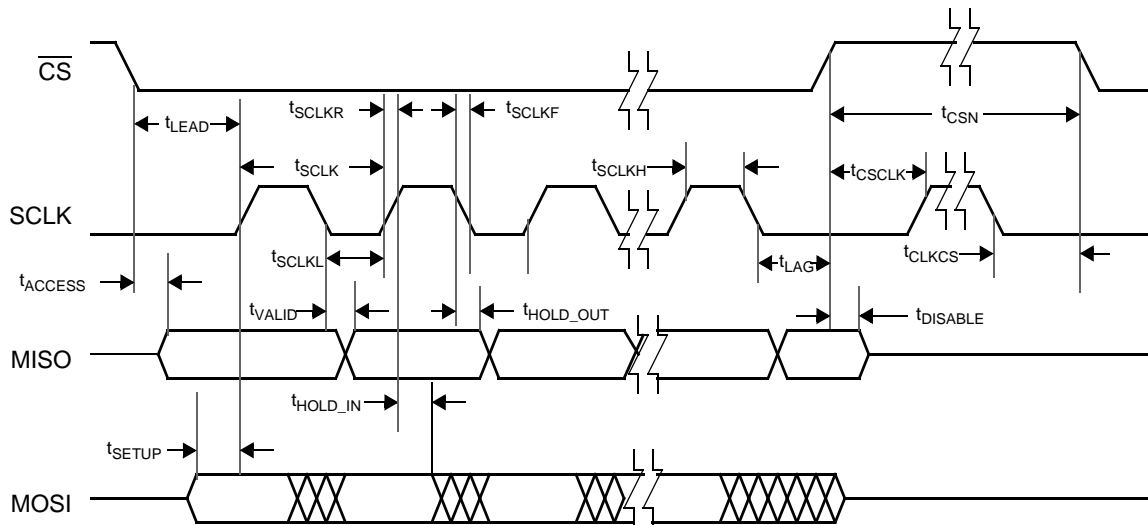 CS
tSCLKR
tSCLKF
tLEAD
tCSN
tSCLK
tSCLKH
tCSCLK
SCLK
tSCLKL
tLAG
tCLKCS
tACCESS
tVALID
tHOLD_OUT
tDISABLE
MISO
tHOLD_IN
tSETUP
MOSI